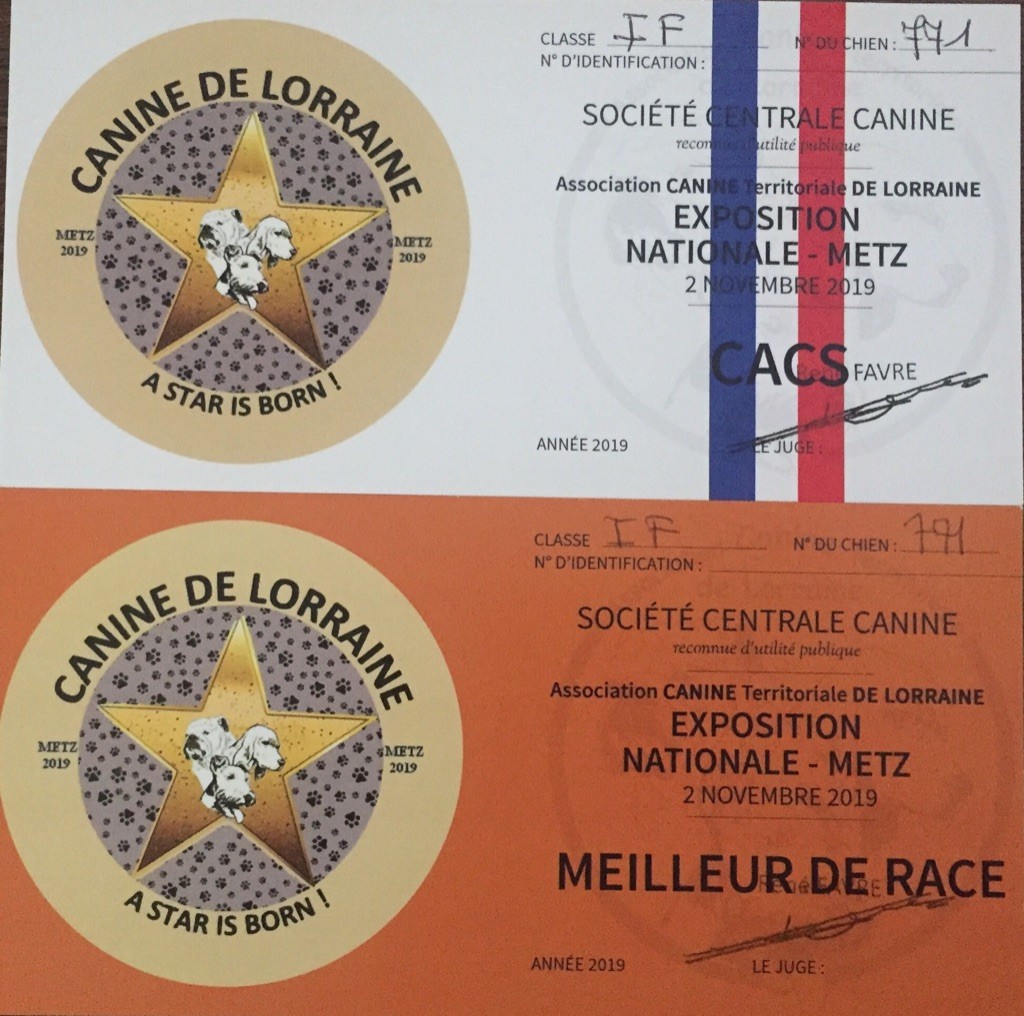 CANINE DE LORRAINE
METZ
2019
METZ
2019
A STAR IS BORN !
CLASSE IF N° DU CHIEN : 771
N° D'IDENTIFICATION :
SOCIÉTÉ CENTRALE CANINE
reconnue d'utilité publique
Association CANINE Territoriale DE LORRAINE
EXPOSITION
NATIONALE - METZ
2 NOVEMBRE 2019
CACS
René FAVRE
ANNÉE 2019 LE JUGE :
CANINE DE LORRAINE
METZ
2019
METZ
2019
A STAR IS BORN !
CLASSE IF N° DU CHIEN : 771
N° D'IDENTIFICATION :
SOCIÉTÉ CENTRALE CANINE
reconnue d'utilité publique
Association CANINE Territoriale DE LORRAINE
EXPOSITION
NATIONALE - METZ
2 NOVEMBRE 2019
MEILLEUR DE RACE
René FAVRE
ANNÉE 2019 LE JUGE :